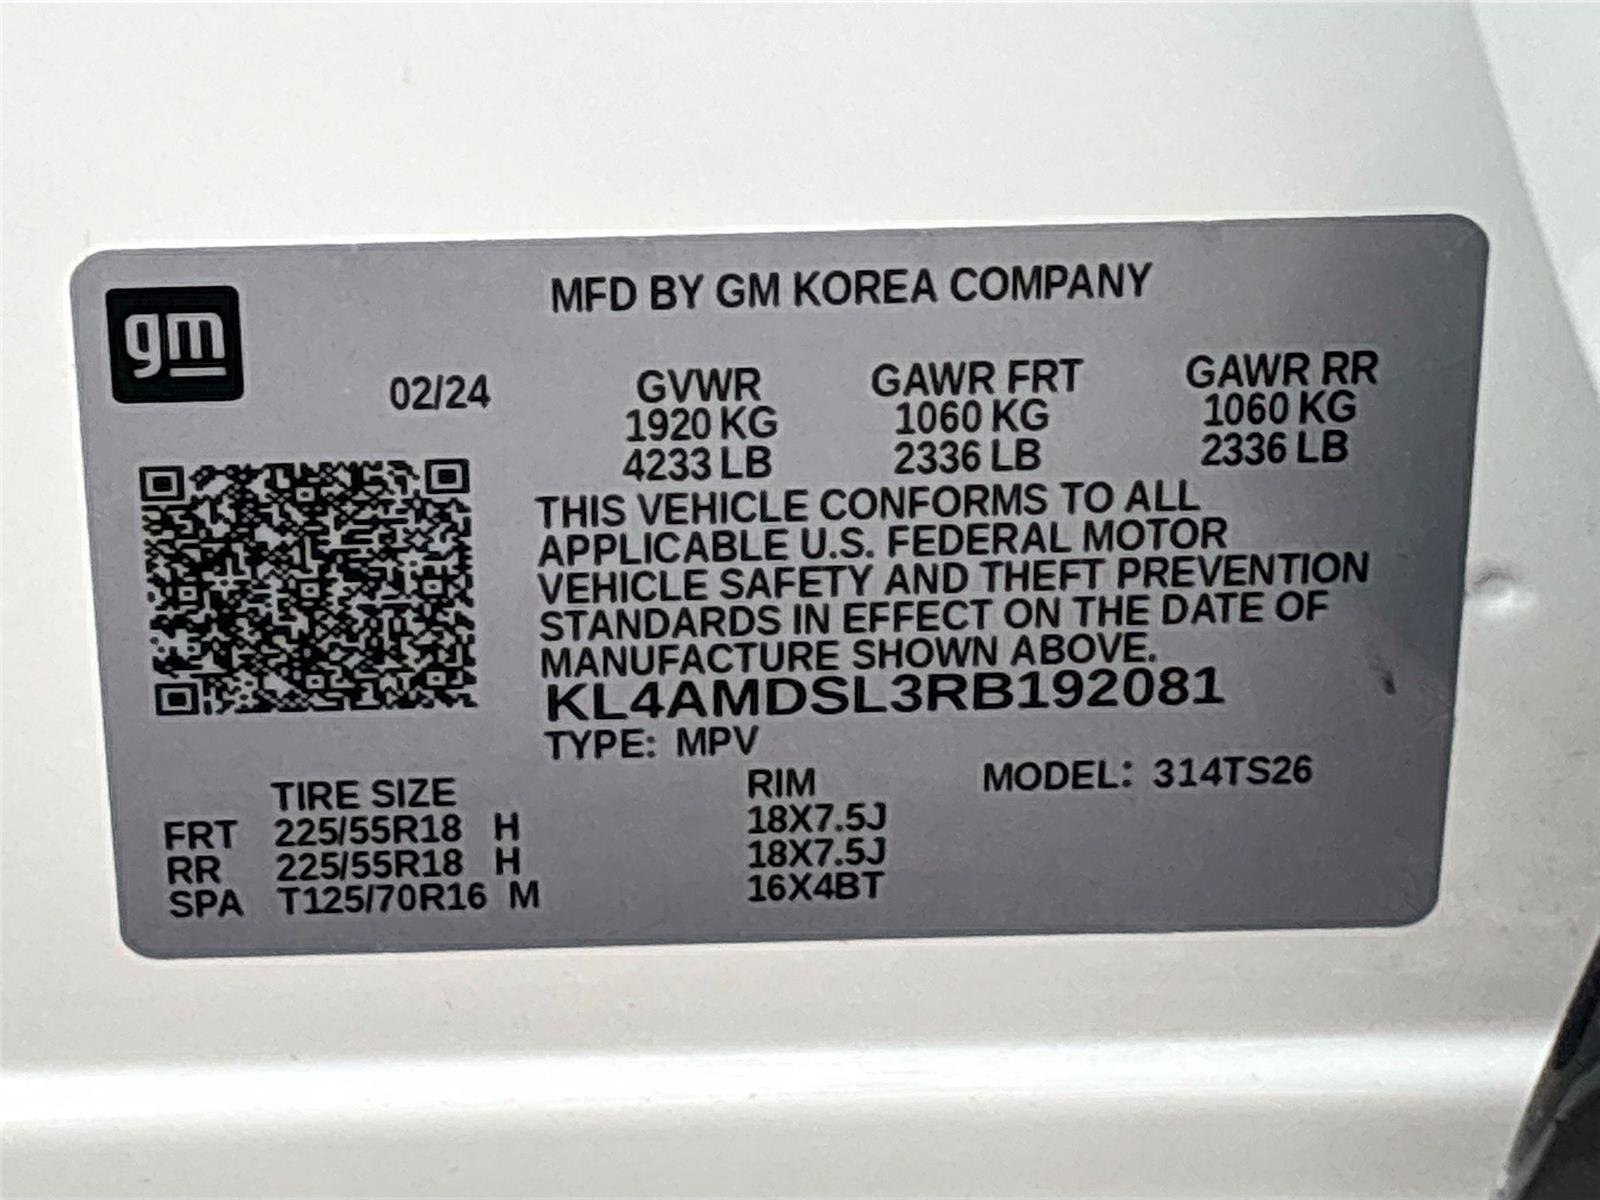 gm
MFD BY GM KOREA COMPANY
02/24
GVWR GAWR FRT GAWR RR
1920 KG 1060 KG 1060 KG
4233 LB 2336 LB 2336 LB
THIS VEHICLE CONFORMS TO ALL
APPLICABLE U.S. FEDERAL MOTOR
VEHICLE SAFETY AND THEFT PREVENTION
STANDARDS IN EFFECT ON THE DATE OF
MANUFACTURE SHOWN ABOVE.
KL4AMDSL3RB192081
TYPE: MPV
TIRE SIZE RIM MODEL: 314TS26
FRT 225/55R18 H 18X7.5J
RR 225/55R18 H 18X7.5J
SPA T125/70R16 M 16X4BT